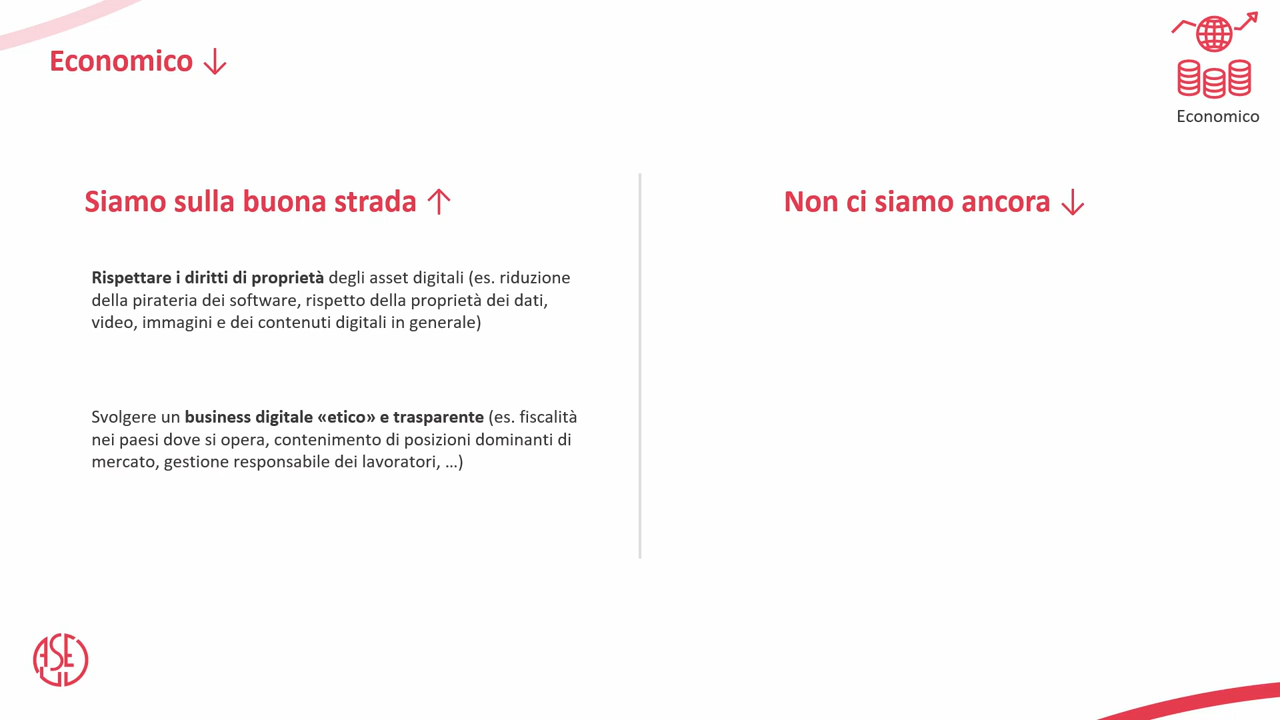 Economico ↓
Economico
Siamo sulla buona strada ↑
Rispettare i diritti di proprietà degli asset digitali (es. riduzione
della pirateria dei software, rispetto della proprietà dei dati,
video, immagini e dei contenuti digitali in generale)
Svolgere un business digitale «etico» e trasparente (es. fiscalità
nei paesi dove si opera, contenimento di posizioni dominanti di
mercato, gestione responsabile dei lavoratori, …)
Non ci siamo ancora ↓